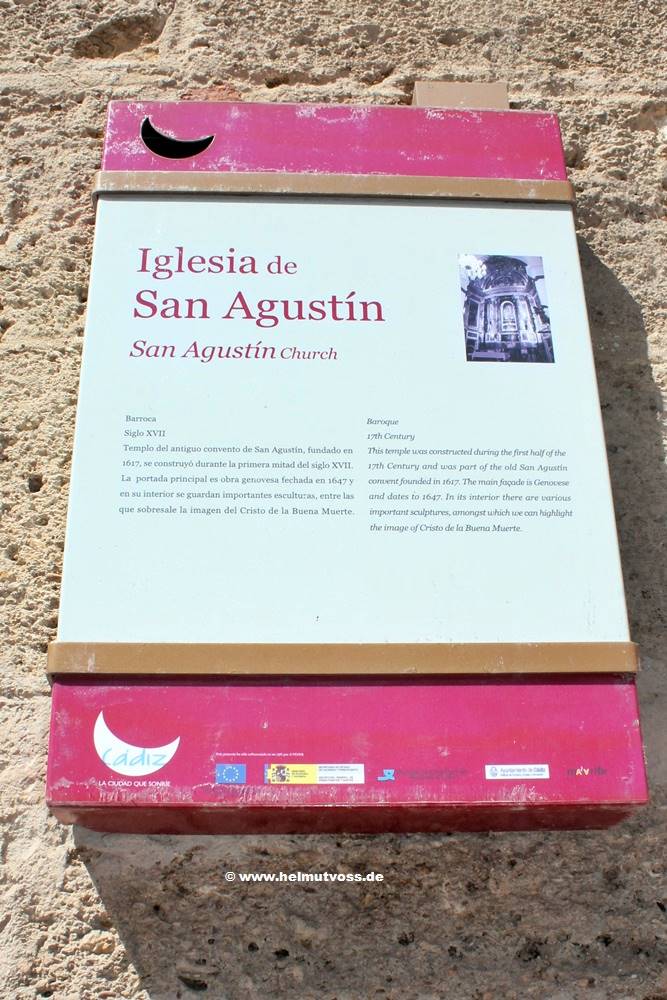 Iglesia de
San Agustín
San Agustín Church
Barroca
Siglo XVII
Templo del antiguo convento de San Agustín, fundado en
1617, se construyó durante la primera mitad del siglo XVII.
La portada principal es obra genovesa fechada en 1647 y
en su interior se guardan importantes esculturas, entre las
que sobresale la imagen del Cristo de la Buena Muerte.
Baroque
17th Century
This temple was constructed during the first half of the
17th Century and was part of the old San Agustín
convent founded in 1617. The main façade is Genovese
and dates to 1647. In its interior there are various
important sculptures, amongst which we can highlight
the image of Cristo de la Buena Muerte.
cádiz
LA CIUDAD QUE SONRÍE
Ayuntamiento de Cádiz
© www.helmutvoss.de